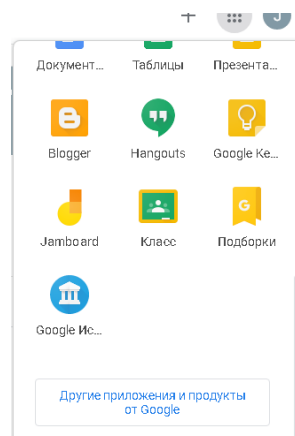 J
Документ... Таблицы Презента...
Blogger Hangouts Google Ke...
G
Jamboard Класс Подборки
Google Ис...
Другие приложения и продукты
от Google